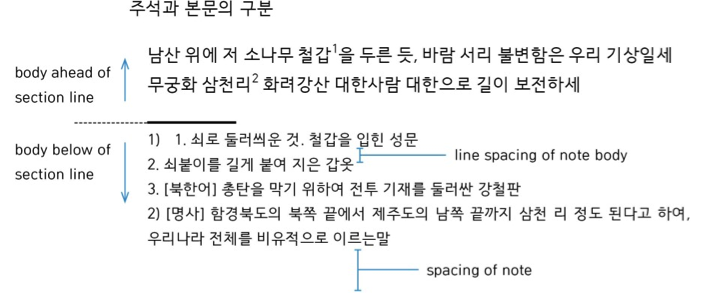 주석과 본문의 구분
남산 위에 저 소나무 철갑1을 두른 듯, 바람 서리 불변함은 우리 기상일세
무궁화 삼천리2 화려강산 대한사람 대한으로 길이 보전하세
body ahead of
section line
1) 1. 쇠로 둘러씌운 것. 철갑을 입힌 성문
2. 쇠붙이를 길게 붙여 지은 갑옷
3. [북한어] 총탄을 막기 위하여 전투 기재를 둘러싼 강철판
2) [명사] 함경북도의 북쪽 끝에서 제주도의 남쪽 끝까지 삼천 리 정도 된다고 하여,
우리나라 전체를 비유적으로 이르는말
body below of
section line
line spacing of note body
spacing of note